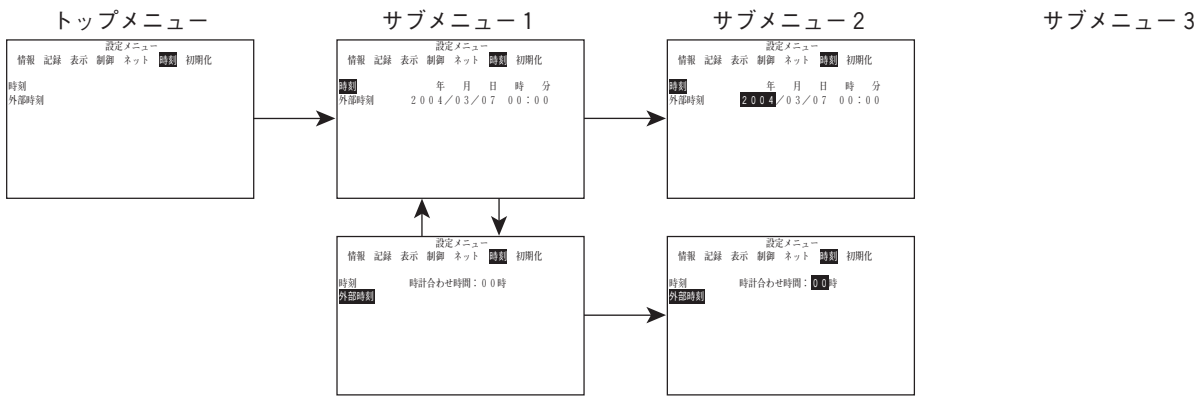 トップメニュー
サブメニュー１
サブメニュー２
サブメニュー３
設定メニュー
情報 記録 表示 制御 ネット 時刻 初期化
時刻
外部時刻
設定メニュー
情報 記録 表示 制御 ネット 時刻 初期化
時刻 年 月 日 時 分
外部時刻 ２００４／０３／０７ ００：００
設定メニュー
情報 記録 表示 制御 ネット 時刻 初期化
時刻 年 月 日 時 分
外部時刻 ２００４／０３／０７ ００：００
設定メニュー
情報 記録 表示 制御 ネット 時刻 初期化
時刻 時計合わせ時間：００時
外部時刻
設定メニュー
情報 記録 表示 制御 ネット 時刻 初期化
時刻 時計合わせ時間：００時
外部時刻